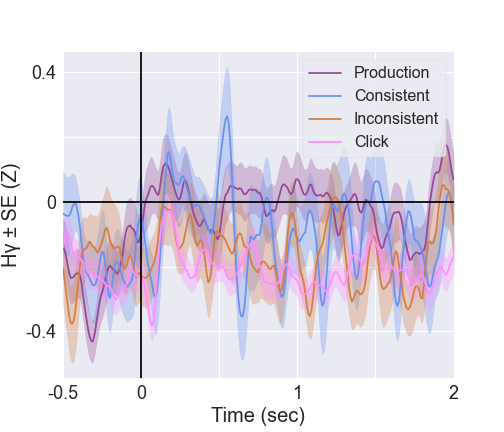 Production
Consistent
Inconsistent
Click
0.4
0
-0.4
Hγ ± SE (Z)
-0.5 0 1 2
Time (sec)